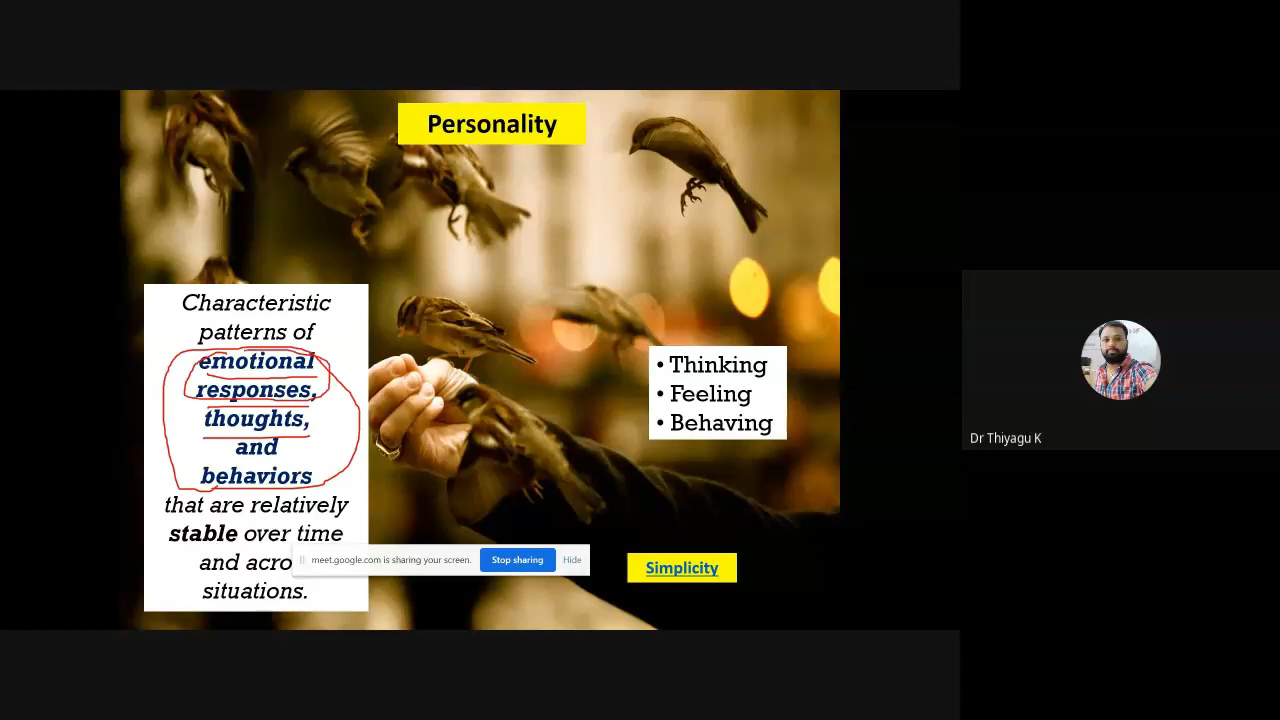 Personality
Characteristic
patterns of
emotional
responses,
thoughts,
and
behaviors
that are relatively
stable over time
and acro
situations.
• Thinking
• Feeling
• Behaving
meet.google.com is sharing your screen.
Stop sharing
Hide
Simplicity
Dr Thiyagu K